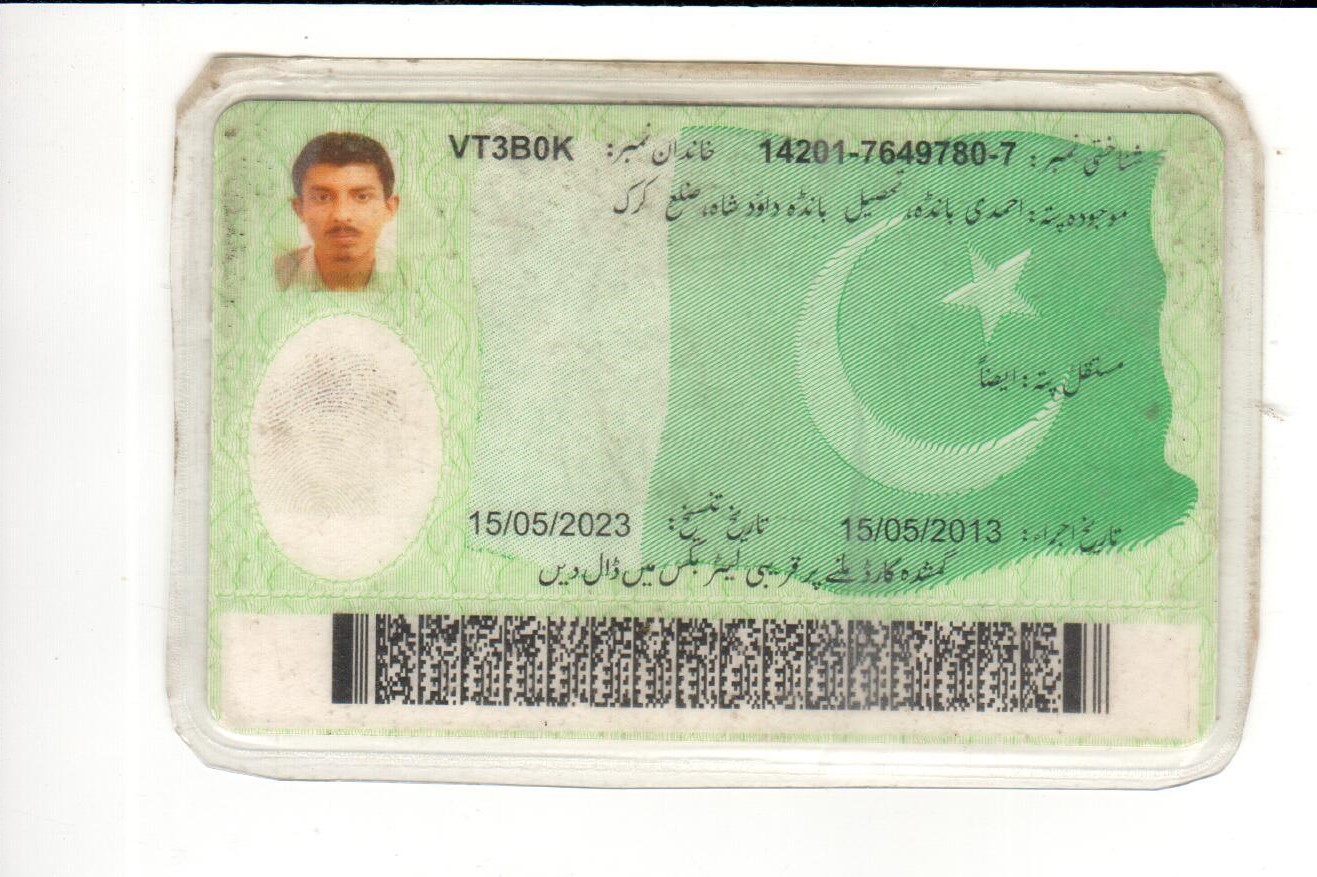 شناختی نمبر: 14201-7649780-7 خاندان نمبر: VT3B0K
موجودہ پتہ: احمدی بانڈہ، تحصیل بانڈہ داؤد شاہ، ضلع کرک
مستقل پتہ: ایضاً
تاریخ اجراء: 15/05/2013 تاریخ تنسیخ: 15/05/2023
گمشدہ کارڈ ملنے پر قریبی لیٹر بکس میں ڈال دیں